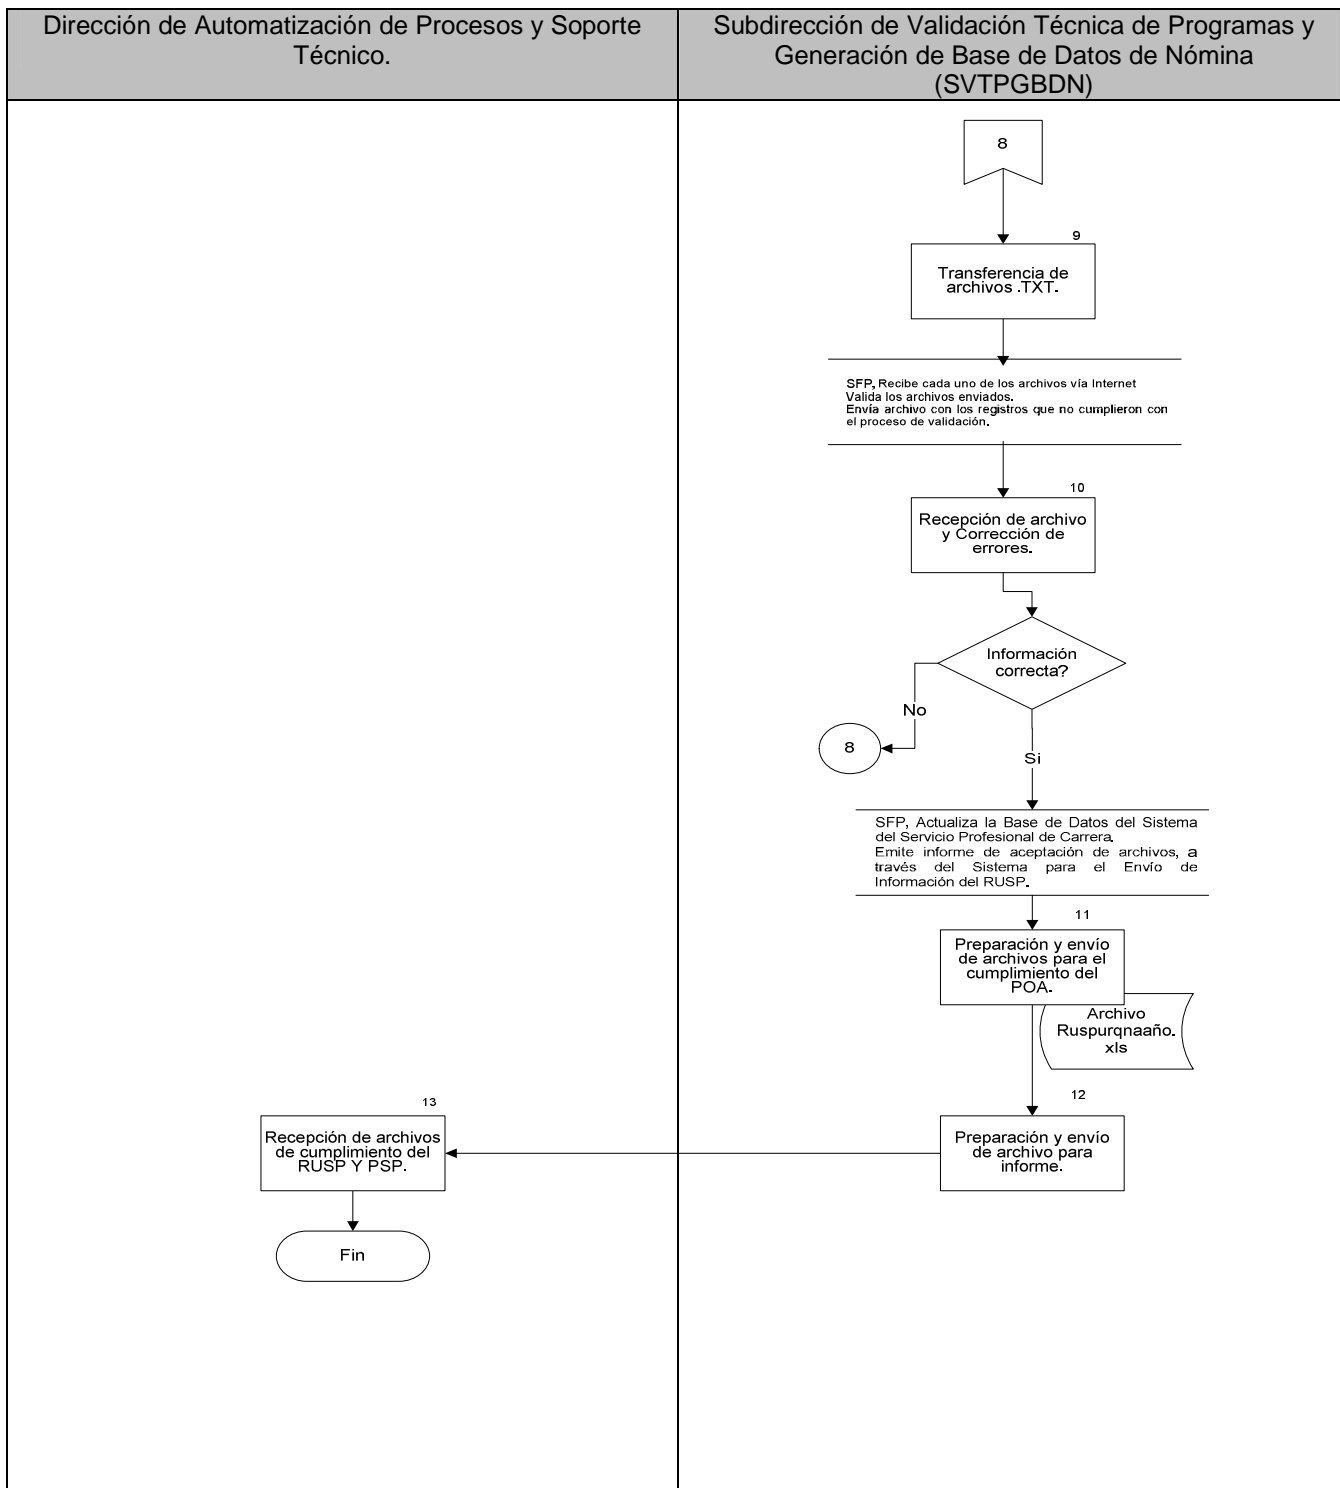 Dirección de Automatización de Procesos y Soporte
Técnico.
Subdirección de Validación Técnica de Programas y
Generación de Base de Datos de Nómina
(SVTPGBDN)
8
9
Transferencia de
archivos .TXT.
SFP, Recibe cada uno de los archivos vía Internet
Valida los archivos enviados.
Envía archivo con los registros que no cumplieron con
el proceso de validación.
10
Recepción de archivo
y Corrección de
errores.
Información
correcta?
No
8
Si
SFP, Actualiza la Base de Datos del Sistema
del Servicio Profesional de Carrera.
Emite informe de aceptación de archivos, a
través del Sistema para el Envío de
Información del RUSP.
11
Preparación y envío
de archivos para el
cumplimiento del
POA.
Archivo
Ruspurqnaaño.
xls
12
Preparación y envío
de archivo para
informe.
13
Recepción de archivos
de cumplimiento del
RUSP Y PSP.
Fin